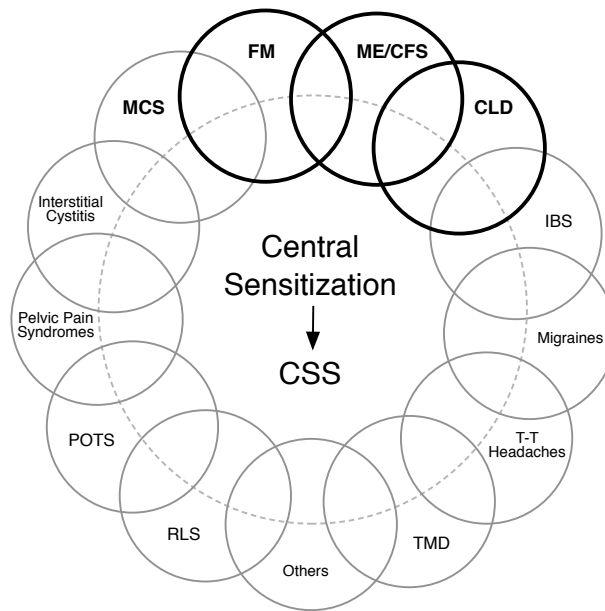 FM
ME/CFS
MCS
CLD
Interstitial
Cystitis
IBS
Central
Sensitization
Pelvic Pain
Syndromes
Migraines
CSS
POTS
T-T
Headaches
RLS
TMD
Others